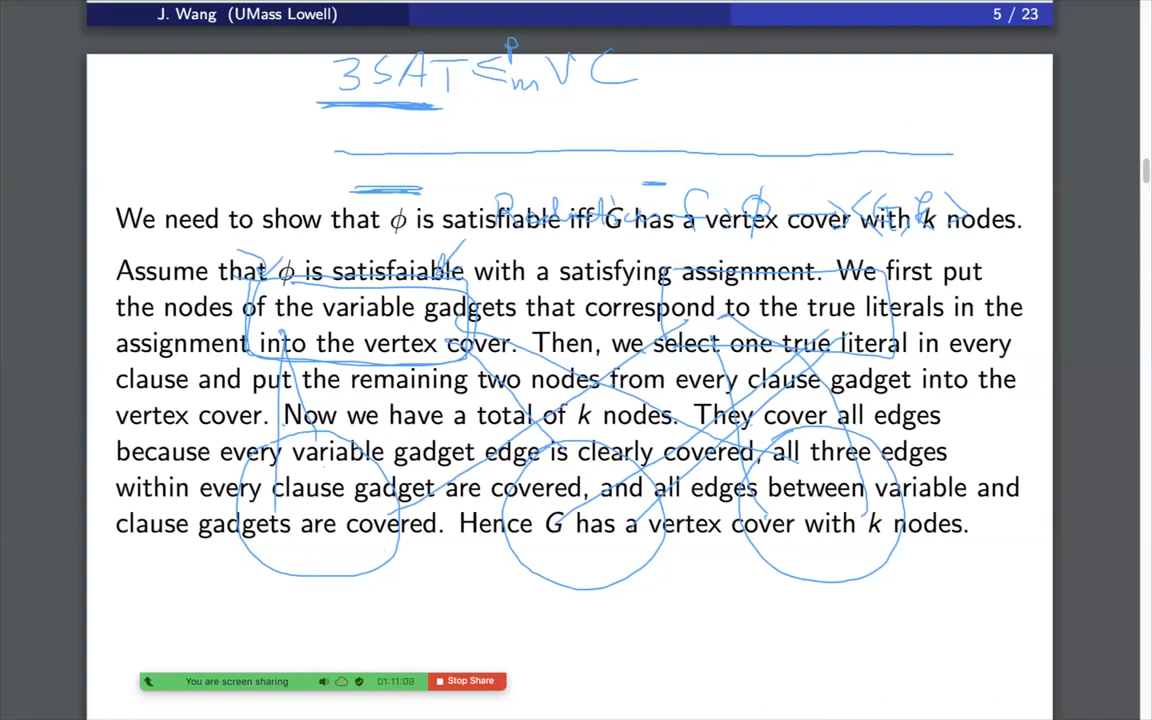 J. Wang (UMass Lowell)
5 / 23
3SAT ≤ᵖₘ VC
Reduction f : ϕ → <G, k>
We need to show that ϕ is satisfiable iff G has a vertex cover with k nodes.
Assume that ϕ is satisfaiable with a satisfying assignment. We first put
the nodes of the variable gadgets that correspond to the true literals in the
assignment into the vertex cover. Then, we select one true literal in every
clause and put the remaining two nodes from every clause gadget into the
vertex cover. Now we have a total of k nodes. They cover all edges
because every variable gadget edge is clearly covered, all three edges
within every clause gadget are covered, and all edges between variable and
clause gadgets are covered. Hence G has a vertex cover with k nodes.
You are screen sharing
01:11:09
Stop Share